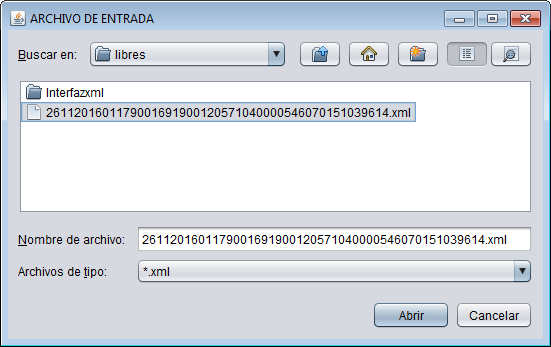 ARCHIVO DE ENTRADA
Buscar en: libres
Interfazxml
2611201601179001691900120571040000546070151039614.xml
Nombre de archivo: 2611201601179001691900120571040000546070151039614.xml
Archivos de tipo: *.xml
Abrir Cancelar